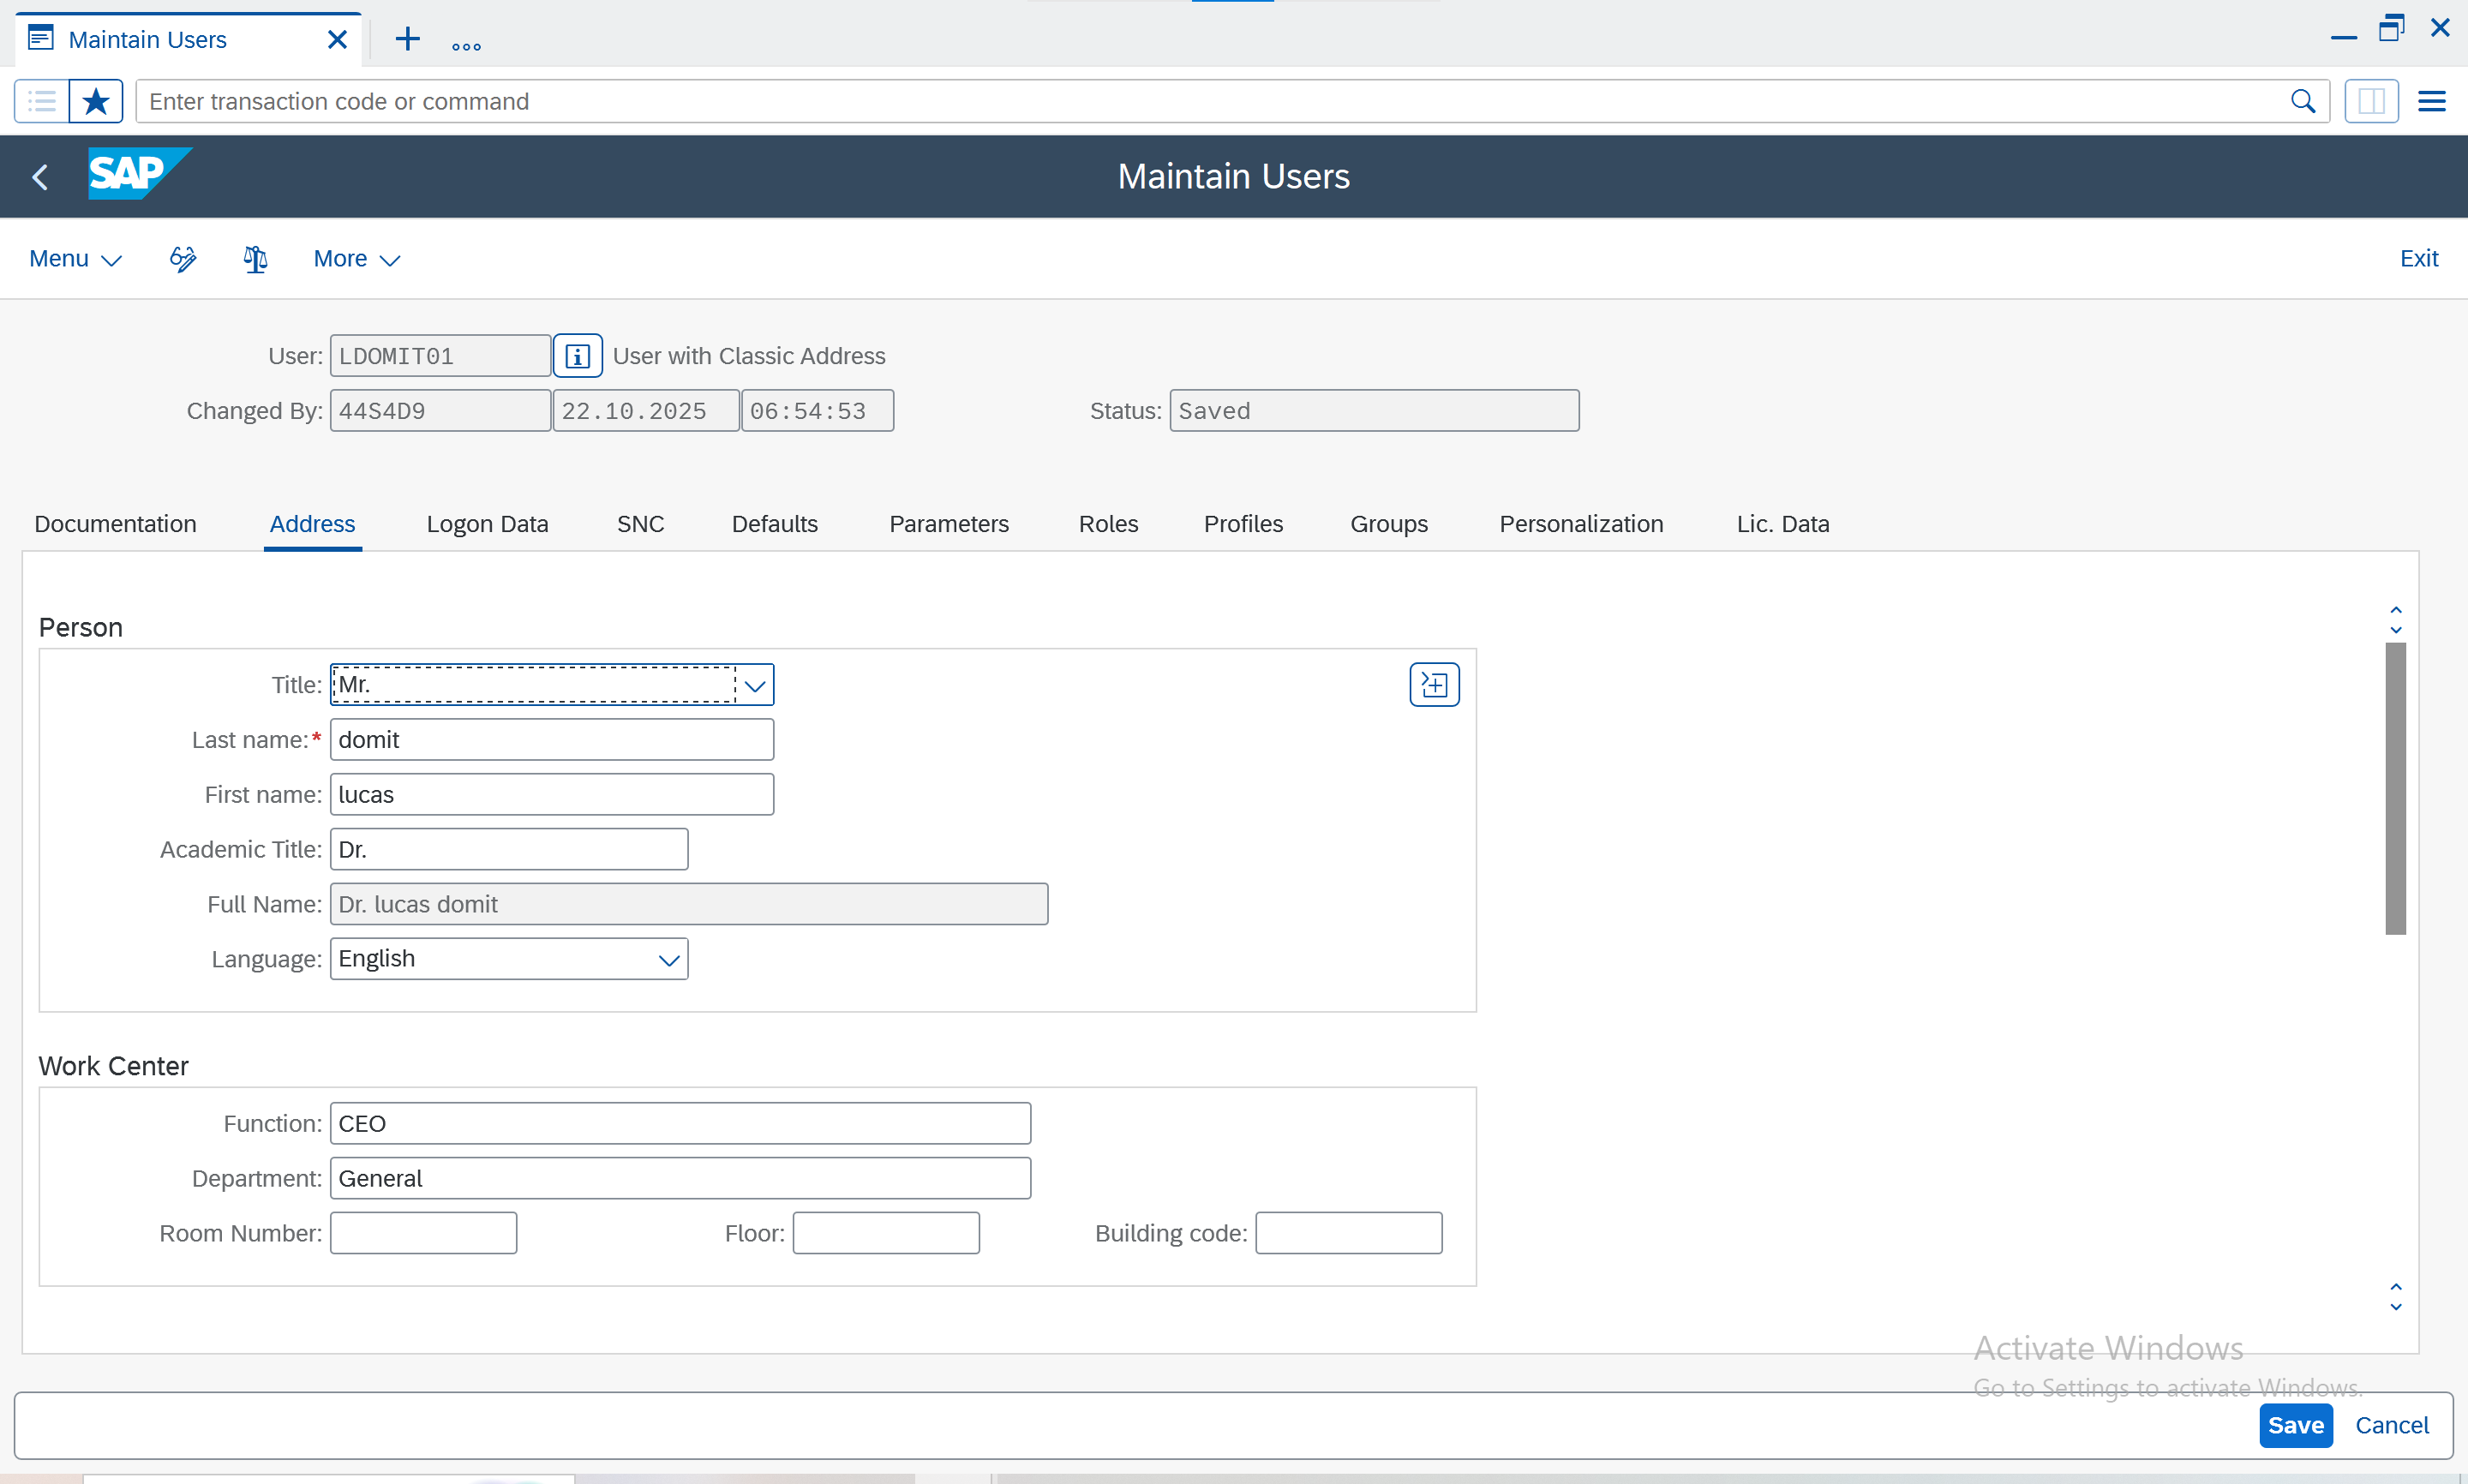 Maintain Users
Enter transaction code or command
SAP
Maintain Users
Menu More Exit
User: LDOMIT01 User with Classic Address
Changed By: 44S4D9 22.10.2025 06:54:53 Status: Saved
Documentation Address Logon Data SNC Defaults Parameters Roles Profiles Groups Personalization Lic. Data
Person
Title: Mr.
Last name:* domit
First name: lucas
Academic Title: Dr.
Full Name: Dr. lucas domit
Language: English
Work Center
Function: CEO
Department: General
Room Number: Floor: Building code:
Activate Windows
Go to Settings to activate Windows.
Save Cancel